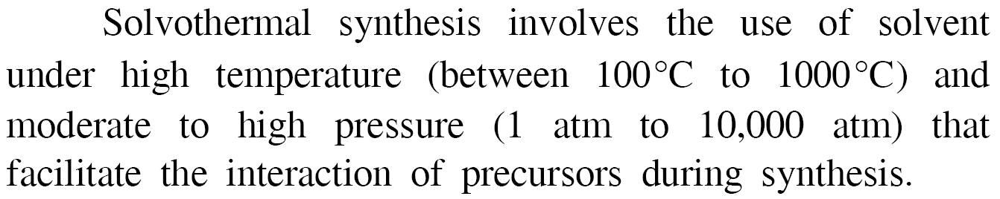 Solvothermal synthesis involves the use of solvent
under high temperature (between 100°C to 1000°C) and
moderate to high pressure (1 atm to 10,000 atm) that
facilitate the interaction of precursors during synthesis.